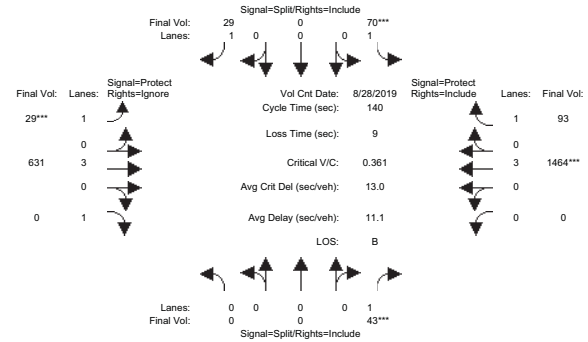 Signal=Split/Rights=Include
Final Vol: 29 0 70***
Lanes: 1 0 0 0 1
Signal=Protect
Final Vol: Lanes: Rights=Ignore
Vol Cnt Date: 8/28/2019
Signal=Protect
Rights=Include Lanes: Final Vol:
Cycle Time (sec): 140
29*** 1
1 93
Loss Time (sec): 9
0
0
631 3
Critical V/C: 0.361
3 1464***
0
Avg Crit Del (sec/veh): 13.0
0
0 1
Avg Delay (sec/veh): 11.1
0 0
LOS: B
Lanes: 0 0 0 0 1
Final Vol: 0 0 43***
Signal=Split/Rights=Include